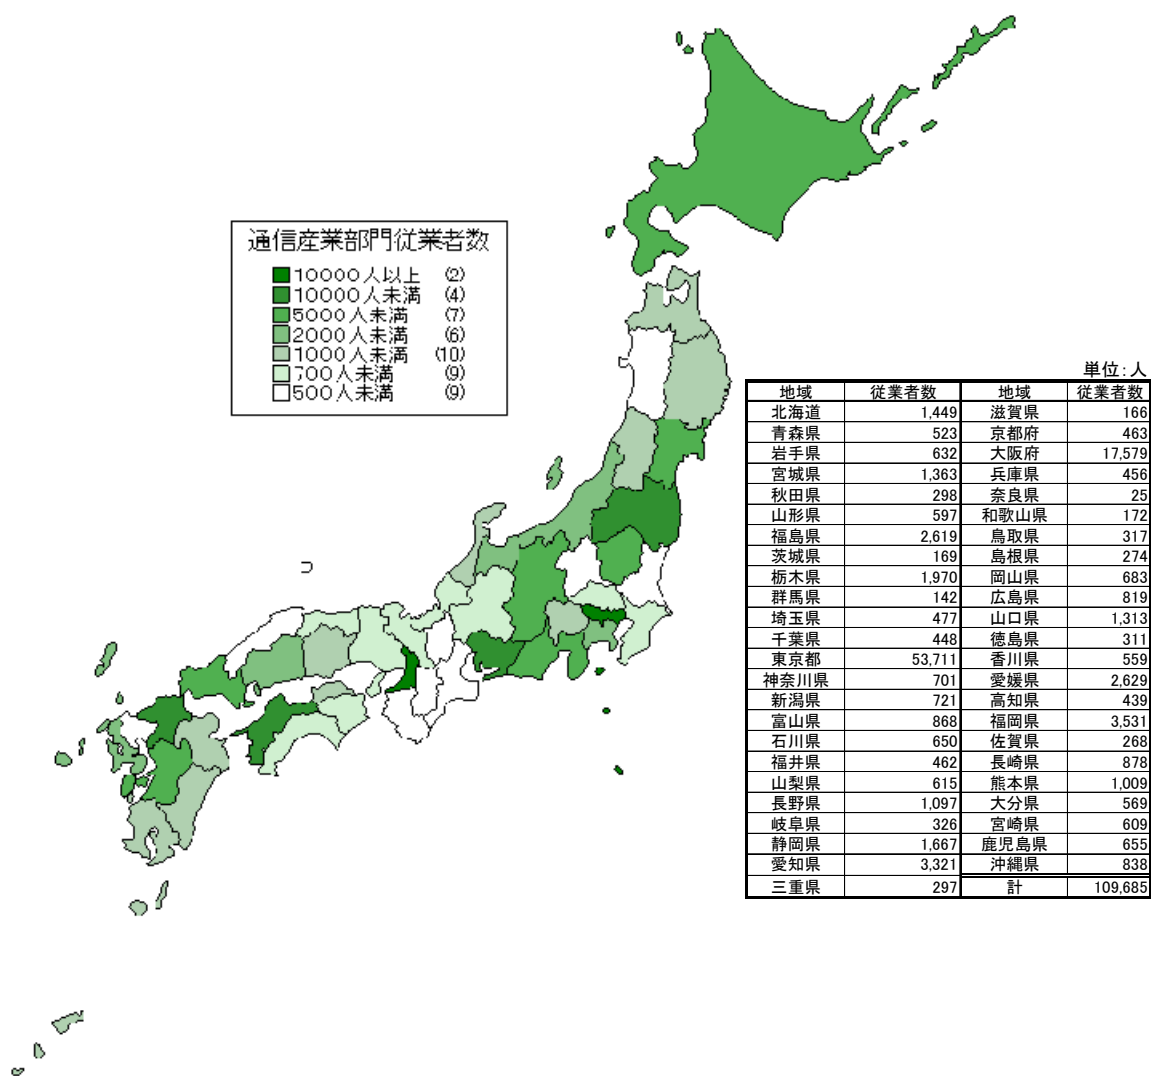 通信産業部門従業者数
10000人以上 (2)
10000人未満 (4)
5000人未満 (7)
2000人未満 (6)
1000人未満 (10)
700人未満 (9)
500人未満 (9)
単位:人
地域 従業者数 地域 従業者数
北海道 1,449 滋賀県 166
青森県 523 京都府 463
岩手県 632 大阪府 17,579
宮城県 1,363 兵庫県 456
秋田県 298 奈良県 25
山形県 597 和歌山県 172
福島県 2,619 鳥取県 317
茨城県 169 島根県 274
栃木県 1,970 岡山県 683
群馬県 142 広島県 819
埼玉県 477 山口県 1,313
千葉県 448 徳島県 311
東京都 53,711 香川県 559
神奈川県 701 愛媛県 2,629
新潟県 721 高知県 439
富山県 868 福岡県 3,531
石川県 650 佐賀県 268
福井県 462 長崎県 878
山梨県 615 熊本県 1,009
長野県 1,097 大分県 569
岐阜県 326 宮崎県 609
静岡県 1,667 鹿児島県 655
愛知県 3,321 沖縄県 838
三重県 297 計 109,685